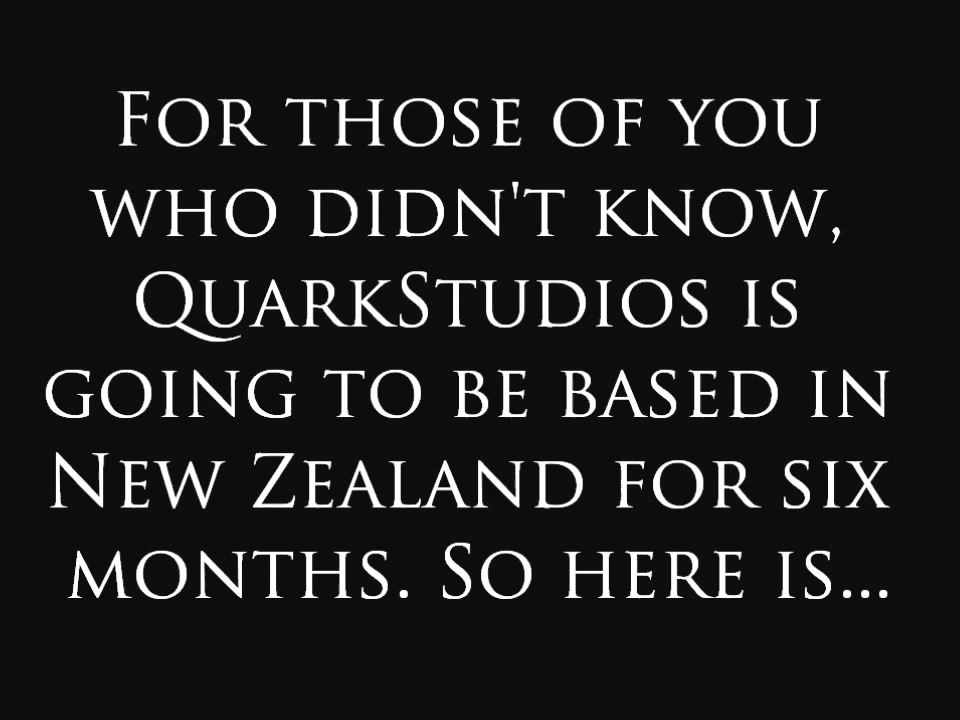 For those of you
who didn't know,
QuarkStudios is
going to be based in
New Zealand for six
months. So here is...